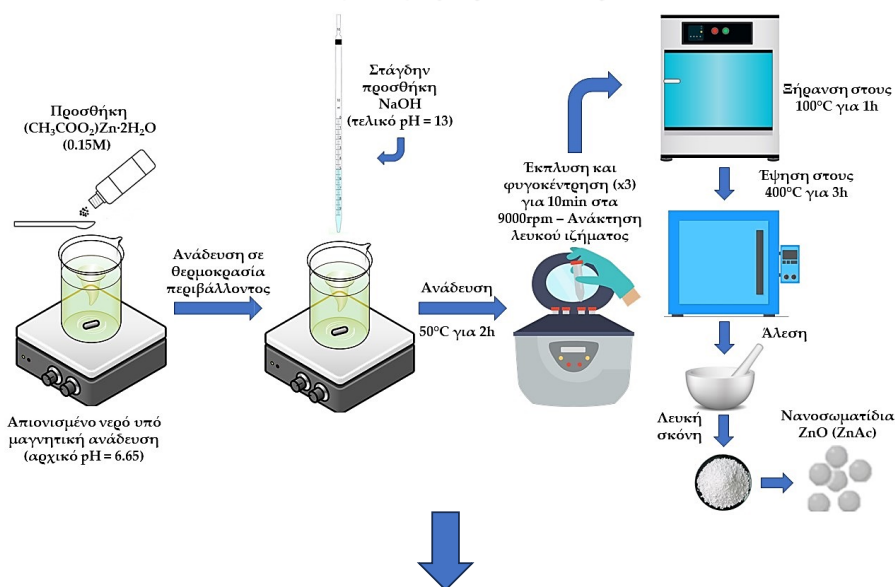 Προσθήκη
(CH₃COO₂)Zn·2H₂O
(0.15M)
Απιονισμένο νερό υπό
μαγνητική ανάδευση
(αρχικό pH = 6.65)
Ανάδευση σε
θερμοκρασία
περιβάλλοντος
Στάγδην
προσθήκη
NaOH
(τελικό pH = 13)
Ανάδευση
50°C για 2h
Έκπλυση και
φυγοκέντρηση (x3)
για 10min στα
9000rpm – Ανάκτηση
λευκού ιζήματος
Ξήρανση στους
100°C για 1h
Έψηση στους
400°C για 3h
Άλεση
Λευκή
σκόνη
Νανοσωματίδια
ZnO (ZnAc)